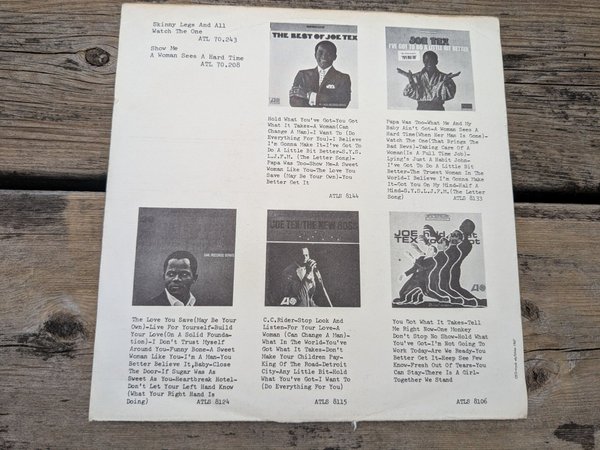 Skinny Legs And All
Watch The One
ATL 70.243
Show Me
A Woman Sees A Hard Time
ATL 70.208
THE BEST OF JOE TEX
Hold What You've Got-You Got
What It Takes-A Woman(Can
Change A Man)-I Want To (Do
Everything For You)-I Believe
I'm Gonna Make It-I've Got To
Do A Little Bit Better-S.Y.S.
L.J.F.M. (The Letter Song)-
Papa Was Too-Show Me-A Sweet
Woman Like You-The Love You
Save (May Be Your Own)-You
Better Get It
ATLS 8144
JOE TEX
I'VE GOT TO DO A LITTLE BIT BETTER
Papa Was Too-What Me And My
Baby Ain't Got-A Woman Sees A
Hard Time(When Her Man Is Gone)-
Watch The One(That Brings The
Bad News)-Taking Care Of A
Woman(Is A Full Time Job)-
Lying's Just A Habit John-
I've Got To Do A Little Bit
Better-The Truest Woman In The
World-I Believe I'm Gonna Make
It-Got You On My Mind-Half A
Mind-S.Y.S.L.J.F.M.(The Letter
Song)
ATLS 8133
The Love You Save(May Be Your
Own)-Live For Yourself-Build
Your Love(On A Solid Founda-
tion)-I Don't Trust Myself
Around You-Funny Bone-A Sweet
Woman Like You-I'm A Man-You
Better Believe It,Baby-Close
The Door-If Sugar Was As
Sweet As You-Heartbreak Hotel-
Don't Let Your Left Hand Know
(What Your Right Hand Is
Doing)
ATLS 8124
JOE TEX/THE NEW BOSS
C.C.Rider-Stop Look And
Listen-For Your Love-A
Woman (Can Change A Man)-
What In The World-You've
Got What It Takes-Don't
Make Your Children Pay-
King Of The Road-Detroit
City-Any Little Bit-Hold
What You've Got-I Want To
(Do Everything For You)
ATLS 8115
JOE hold what
TEX you've got
You Got What It Takes-Tell
Me Right Now-One Monkey
Don't Stop No Show-Hold What
You've Got-I'm Not Going To
Work Today-Are We Ready-You
Better Get It-Keep See Few
Know-Fresh Out Of Tears-You
Can Stay-There Is A Girl-
Together We Stand
ATLS 8106